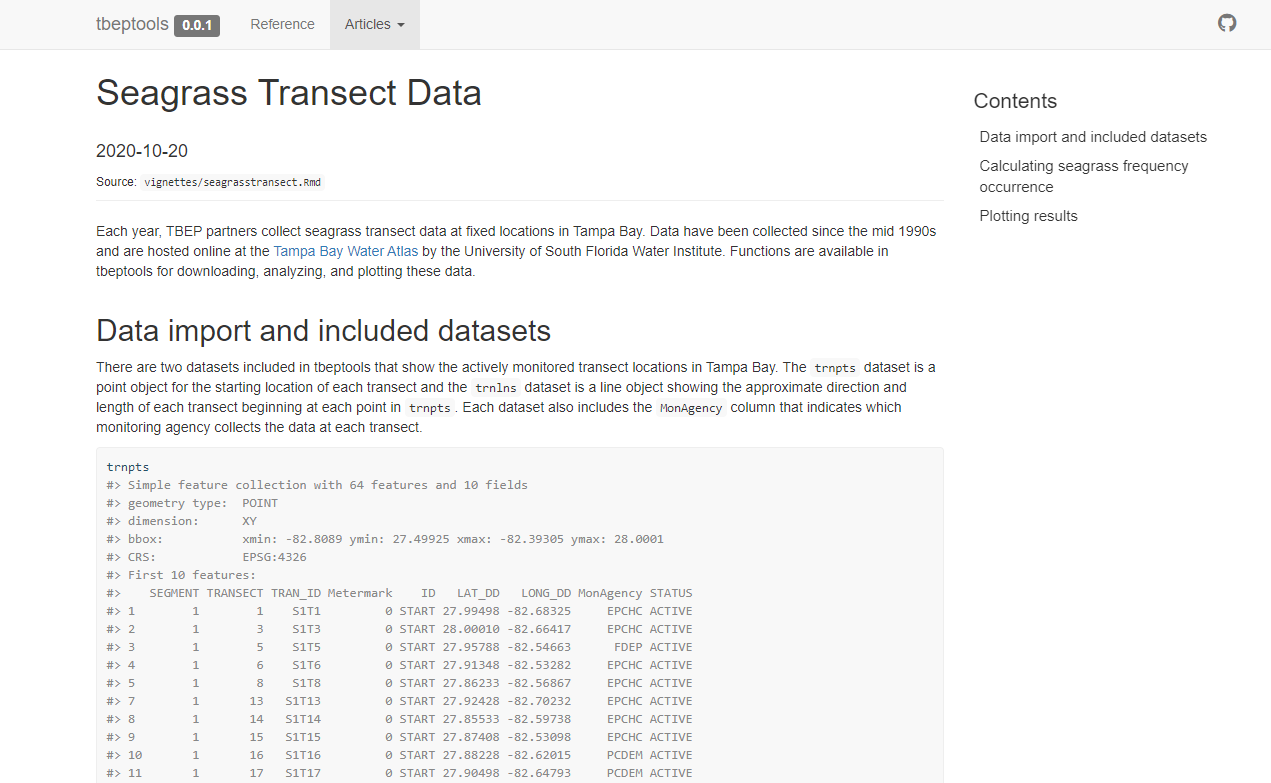 tbeptools 0.0.1 Reference Articles
Seagrass Transect Data
2020-10-20
Source: vignettes/seagrasstransect.Rmd
Each year, TBEP partners collect seagrass transect data at fixed locations in Tampa Bay. Data have been collected since the mid 1990s
and are hosted online at the Tampa Bay Water Atlas by the University of South Florida Water Institute. Functions are available in
tbeptools for downloading, analyzing, and plotting these data.
Data import and included datasets
There are two datasets included in tbeptools that show the actively monitored transect locations in Tampa Bay. The trnpts dataset is a
point object for the starting location of each transect and the trnlns dataset is a line object showing the approximate direction and
length of each transect beginning at each point in trnpts. Each dataset also includes the MonAgency column that indicates which
monitoring agency collects the data at each transect.
trnpts
#> Simple feature collection with 64 features and 10 fields
#> geometry type:  POINT
#> dimension:      XY
#> bbox:           xmin: -82.8089 ymin: 27.49925 xmax: -82.39305 ymax: 28.0001
#> CRS:            EPSG:4326
#> First 10 features:
#>    SEGMENT TRANSECT TRAN_ID Metermark    ID   LAT_DD   LONG_DD MonAgency STATUS
#> 1        1        1    S1T1         0 START 27.99498 -82.68325     EPCHC ACTIVE
#> 2        1        3    S1T3         0 START 28.00010 -82.66417     EPCHC ACTIVE
#> 3        1        5    S1T5         0 START 27.95788 -82.54663      FDEP ACTIVE
#> 4        1        6    S1T6         0 START 27.91348 -82.53282     EPCHC ACTIVE
#> 5        1        8    S1T8         0 START 27.86233 -82.56867     EPCHC ACTIVE
#> 7        1       13   S1T13         0 START 27.92428 -82.70232     EPCHC ACTIVE
#> 8        1       14   S1T14         0 START 27.85533 -82.59738     EPCHC ACTIVE
#> 9        1       15   S1T15         0 START 27.87408 -82.53098     EPCHC ACTIVE
#> 10       1       16   S1T16         0 START 27.88228 -82.62015     PCDEM ACTIVE
#> 11       1       17   S1T17         0 START 27.90498 -82.64793     PCDEM ACTIVE
Contents
Data import and included datasets
Calculating seagrass frequency
occurrence
Plotting results